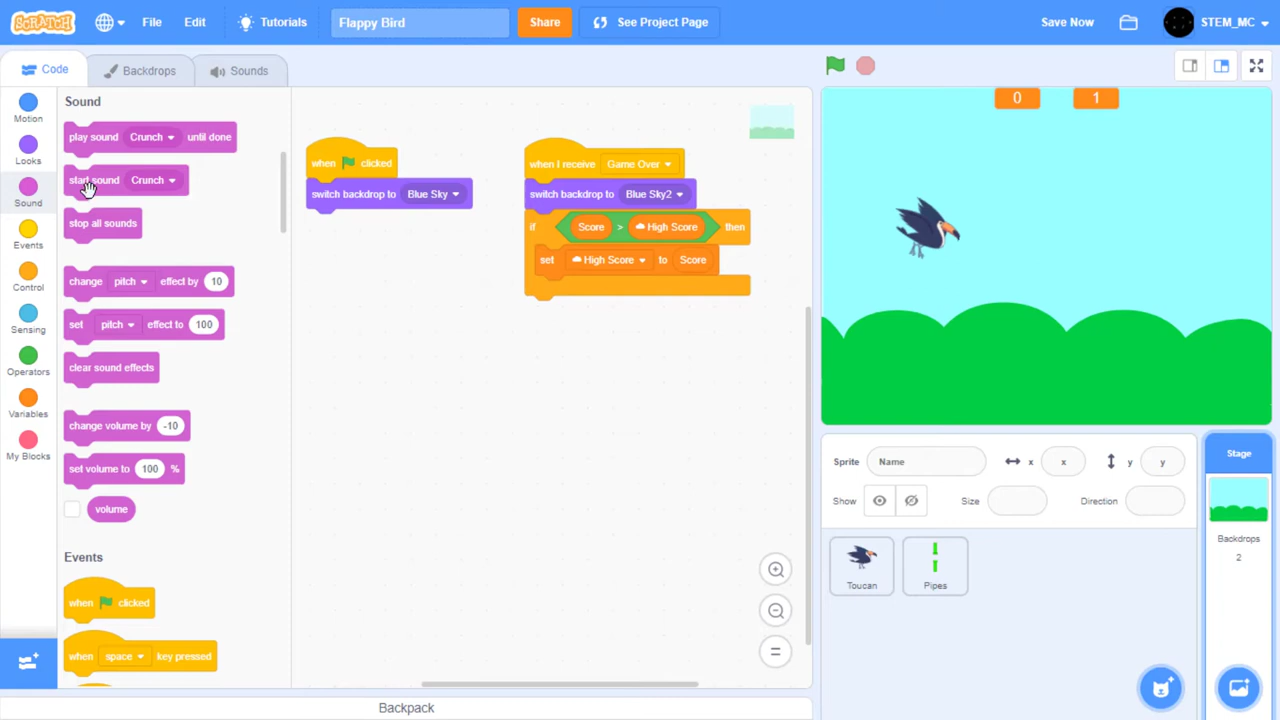 SCRATCH File Edit Tutorials Flappy Bird Share See Project Page Save Now STEM_MC
Code Backdrops Sounds
Motion
Looks
Sound
Events
Control
Sensing
Operators
Variables
My Blocks
Sound
play sound Crunch until done
start sound Crunch
stop all sounds
change pitch effect by 10
set pitch effect to 100
clear sound effects
change volume by -10
set volume to 100 %
volume
Events
when clicked
when space key pressed
when clicked
switch backdrop to Blue Sky
when I receive Game Over
switch backdrop to Blue Sky2
if Score > High Score then
set High Score to Score
0 1
Sprite Name x x y y
Show Size Direction
Toucan Pipes
Stage
Backdrops
2
Backpack